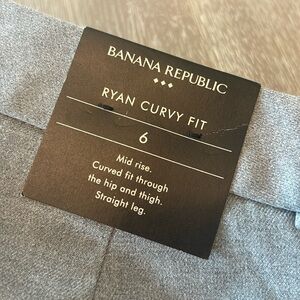 BANANA REPUBLIC
RYAN CURVY FIT
6
Mid rise.
Curved fit through
the hip and thigh.
Straight leg.